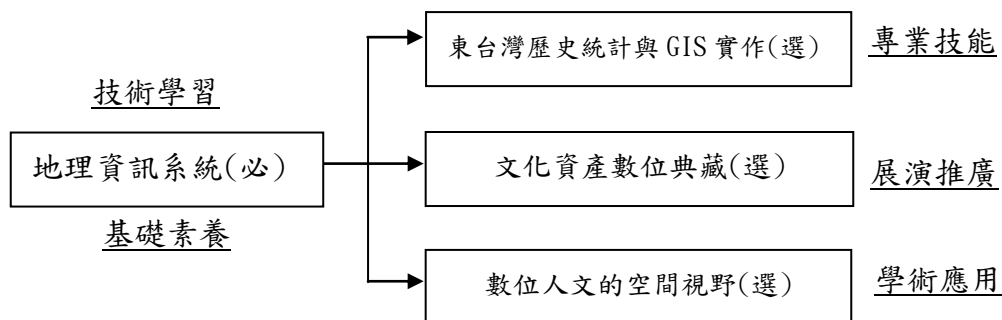 技術學習
地理資訊系統(必)
基礎素養
東台灣歷史統計與 GIS 實作(選)
專業技能
文化資產數位典藏(選)
展演推廣
數位人文的空間視野(選)
學術應用